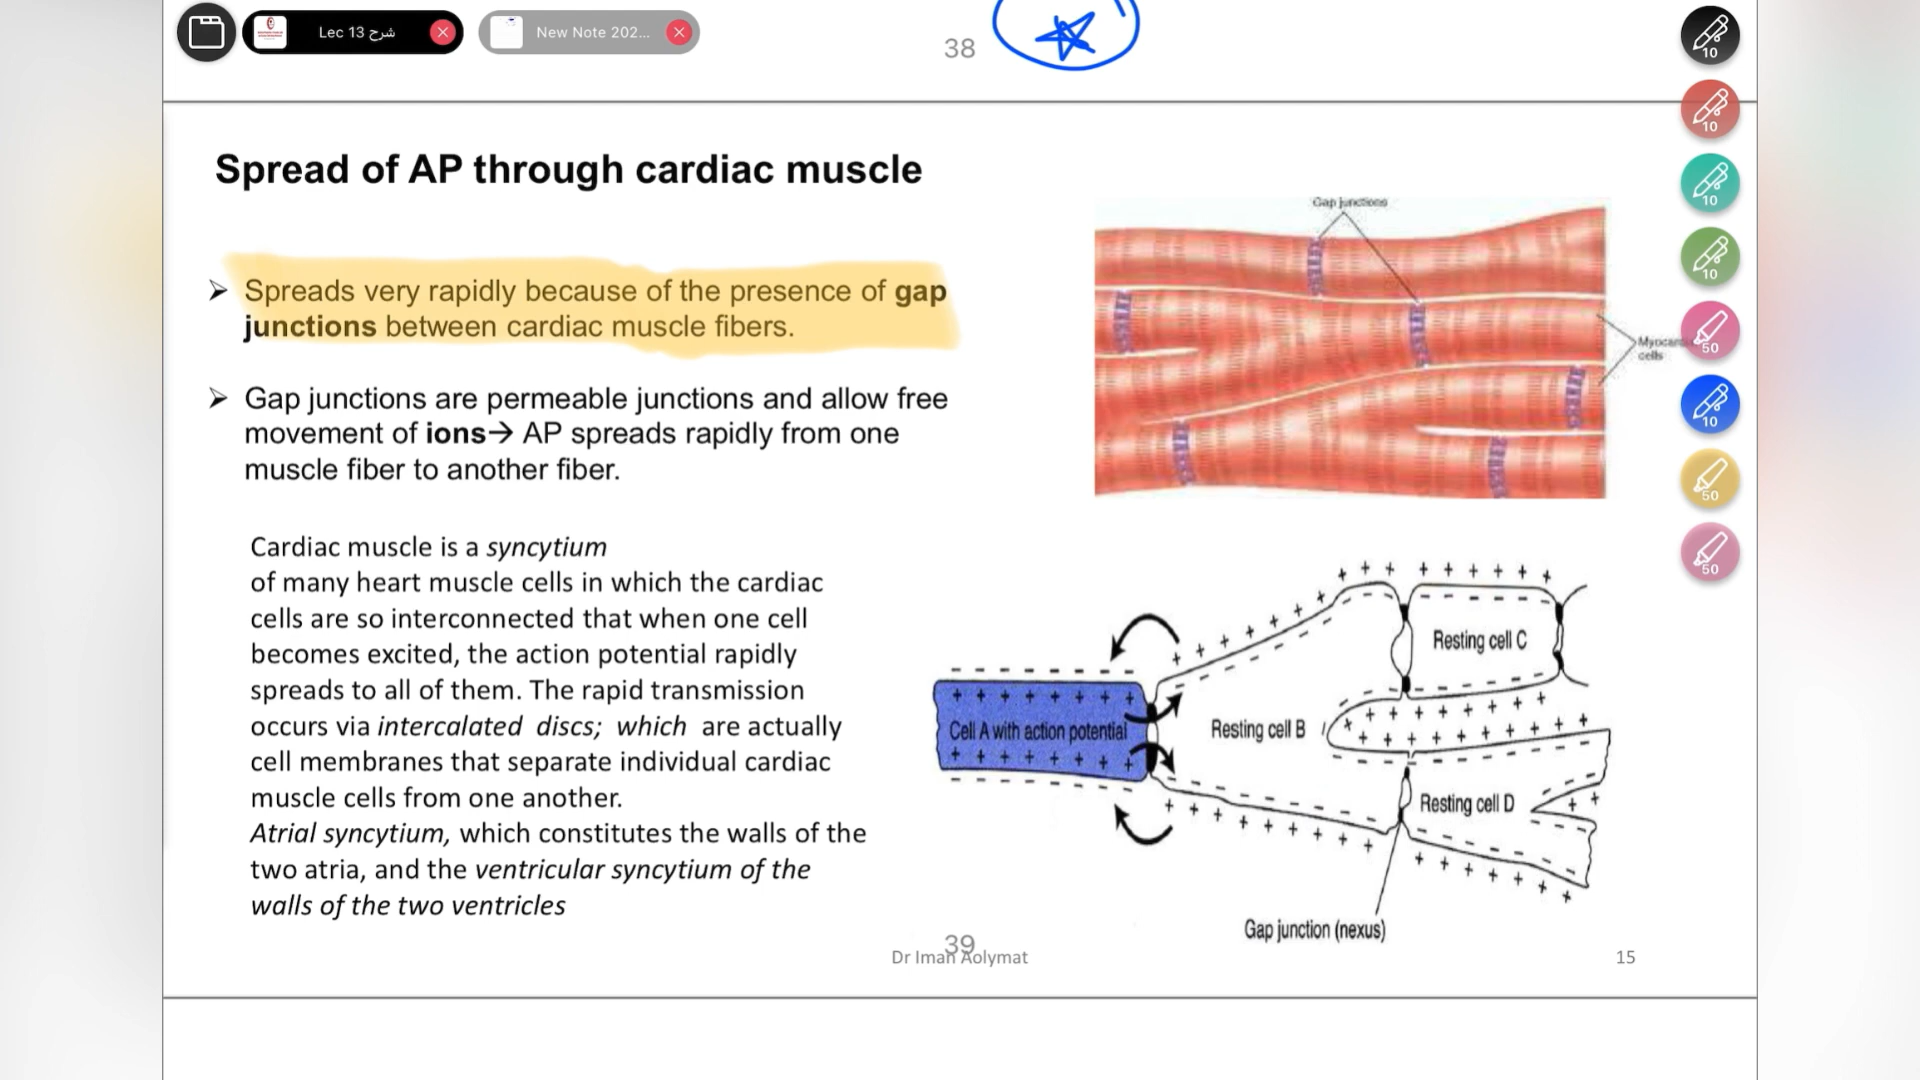 Lec 13 شرح
New Note 202...
38
10
10
10
10
50
10
50
50
Spread of AP through cardiac muscle
➢ Spreads very rapidly because of the presence of gap
junctions between cardiac muscle fibers.
➢ Gap junctions are permeable junctions and allow free
movement of ions→ AP spreads rapidly from one
muscle fiber to another fiber.
Cardiac muscle is a syncytium
of many heart muscle cells in which the cardiac
cells are so interconnected that when one cell
becomes excited, the action potential rapidly
spreads to all of them. The rapid transmission
occurs via intercalated discs; which are actually
cell membranes that separate individual cardiac
muscle cells from one another.
Atrial syncytium, which constitutes the walls of the
two atria, and the ventricular syncytium of the
walls of the two ventricles
Gap junctions
cells
Resting cell C
Cell A with action potential
Resting cell B
Resting cell D
Gap junction (nexus)
39
Dr Iman Aolymat
15